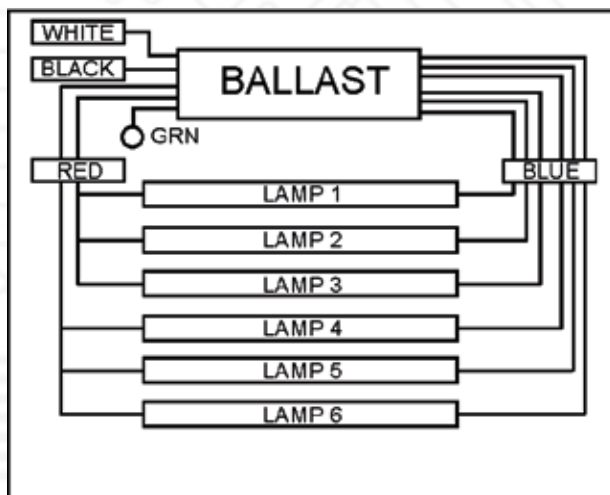 WHITE
BALLAST
BLACK
GRN
RED
BLUE
LAMP 1
LAMP 2
LAMP 3
LAMP 4
LAMP 5
LAMP 6